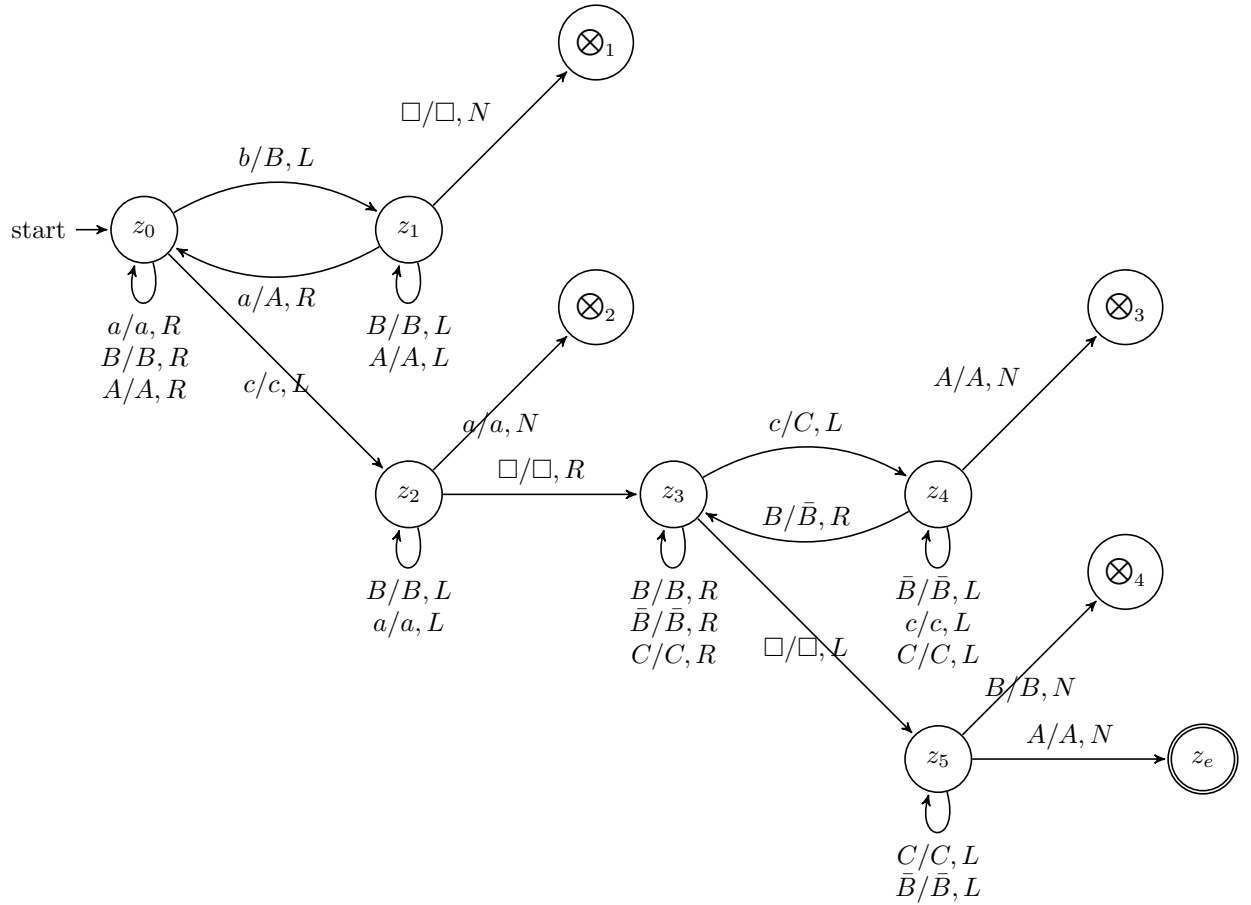 ⊗₁
□/□, N
b/B, L
start
z₀
z₁
a/A, R
a/a, R
B/B, R
A/A, R
B/B, L
A/A, L
⊗₂
⊗₃
c/c, L
a/a, N
A/A, N
□/□, R
c/C, L
z₂
z₃
z₄
B/B̄, R
B/B, L
a/a, L
B/B, R
B̄/B̄, R
C/C, R
B̄/B̄, L
c/c, L
C/C, L
⊗₄
□/□, L
B/B, N
A/A, N
z₅
zₑ
C/C, L
B̄/B̄, L